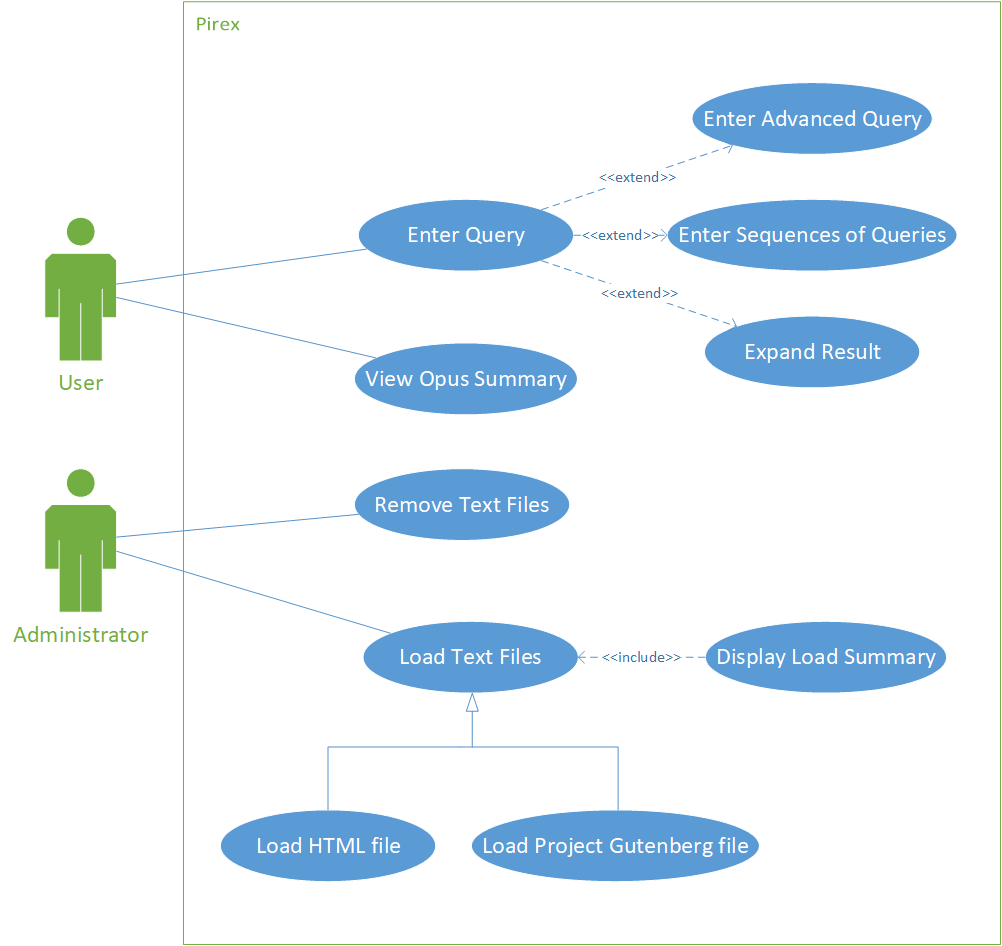 Pirex
Enter Advanced Query
<<extend>>
Enter Query
<<extend>>
Enter Sequences of Queries
<<extend>>
Expand Result
User
View Opus Summary
Remove Text Files
Administrator
Load Text Files
<<include>>
Display Load Summary
Load HTML file
Load Project Gutenberg file